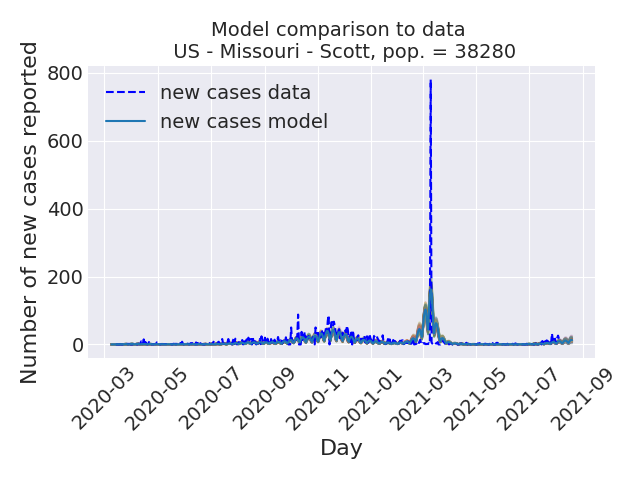 Model comparison to data
US - Missouri - Scott, pop. = 38280
Number of new cases reported
800
600
400
200
0
new cases data
new cases model
2020-03
2020-05
2020-07
2020-09
2020-11
2021-01
2021-03
2021-05
2021-07
2021-09
Day